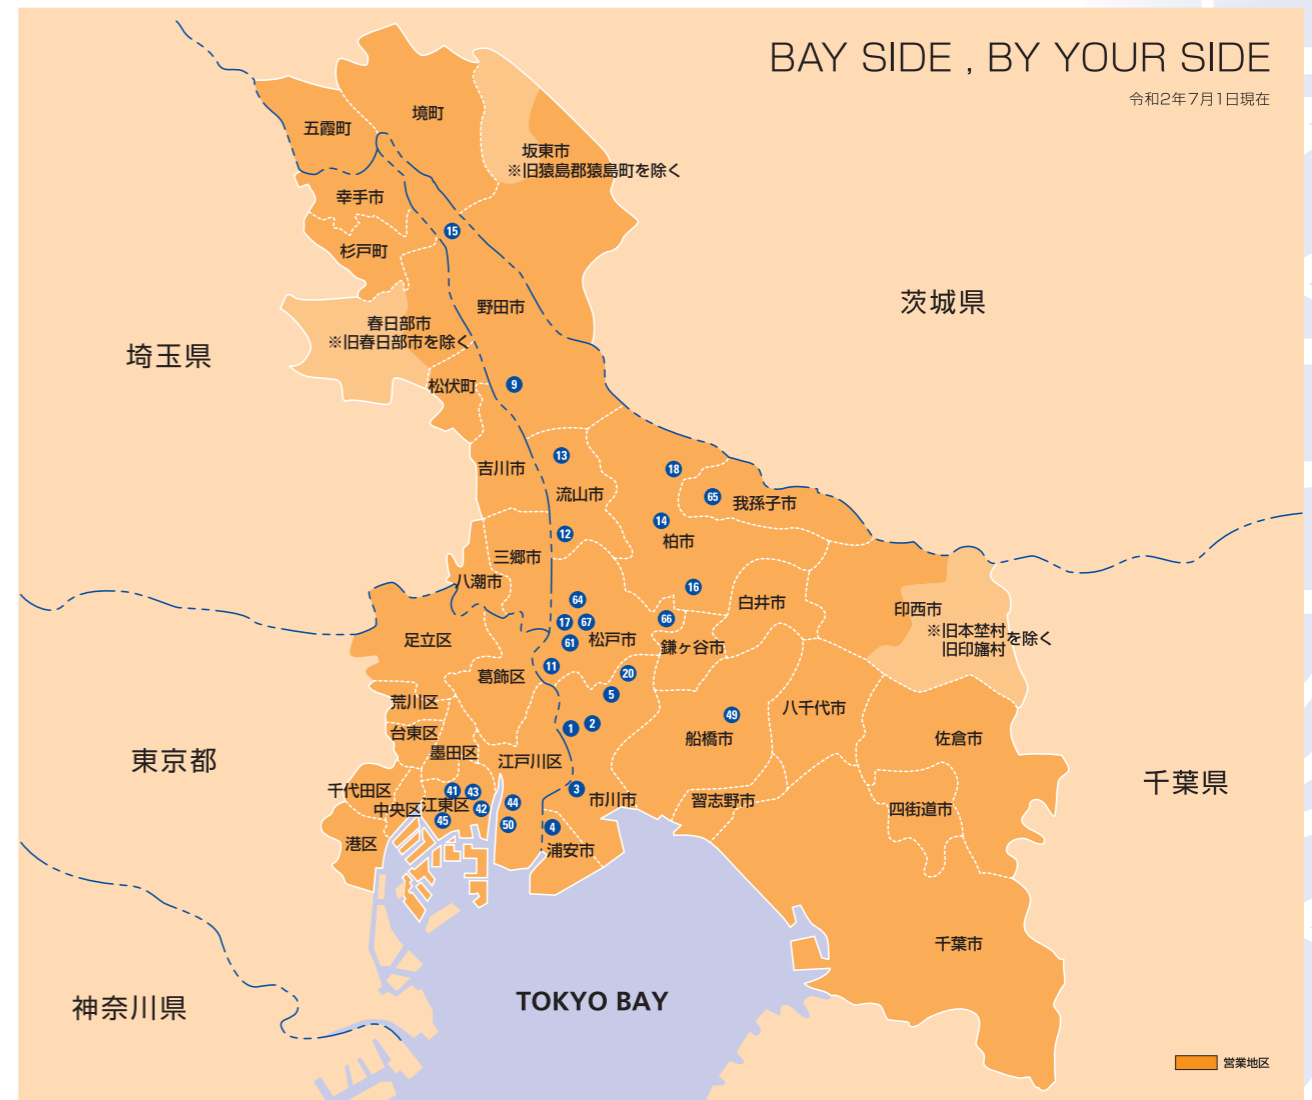 BAY SIDE , BY YOUR SIDE
令和2年7月1日現在
境町
五霞町
坂東市
※旧猿島郡猿島町を除く
幸手市
15
杉戸町
茨城県
野田市
春日部市
※旧春日部市を除く
埼玉県
松伏町
9
13
吉川市
18
流山市
65
我孫子市
14
12
柏市
三郷市
八潮市
16
64
白井市
印西市
17
67
66
※旧本埜村
旧印旛村
を除く
足立区
61
松戸市
鎌ヶ谷市
11
葛飾区
20
5
荒川区
八千代市
49
1
2
台東区
船橋市
佐倉市
墨田区
江戸川区
東京都
千葉県
千代田区
41
43
3
市川市
習志野市
中央区
江東区
42
44
四街道市
45
50
4
港区
浦安市
千葉市
TOKYO BAY
神奈川県
営業地区